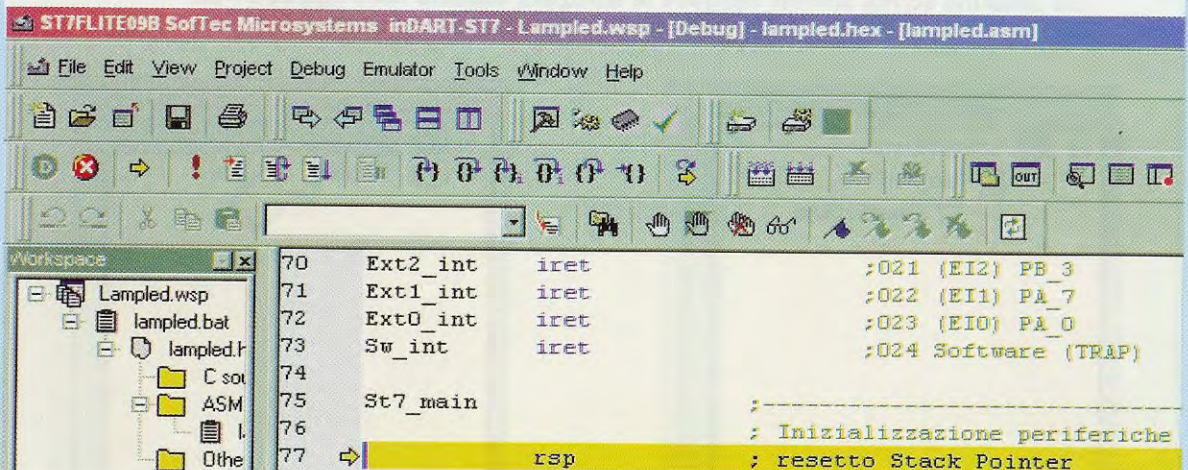 ST7FLITE09B SofTec Microsystems inDART-ST7 - Lampled.wsp - [Debug] - lampled.hex - [lampled.asm]
File Edit View Project Debug Emulator Tools Window Help
OUT
Workspace
Lampled.wsp
lampled.bat
lampled.h
C sou
ASM
l.
Othe
70 Ext2_int iret ;021 (EI2) PB_3
71 Ext1_int iret ;022 (EI1) PA_7
72 Ext0_int iret ;023 (EI0) PA_0
73 Sw_int iret ;024 Software (TRAP)
74
75 St7_main ;-----------------------------
76 ; Inizializzazione periferiche
77 rsp ; resetto Stack Pointer